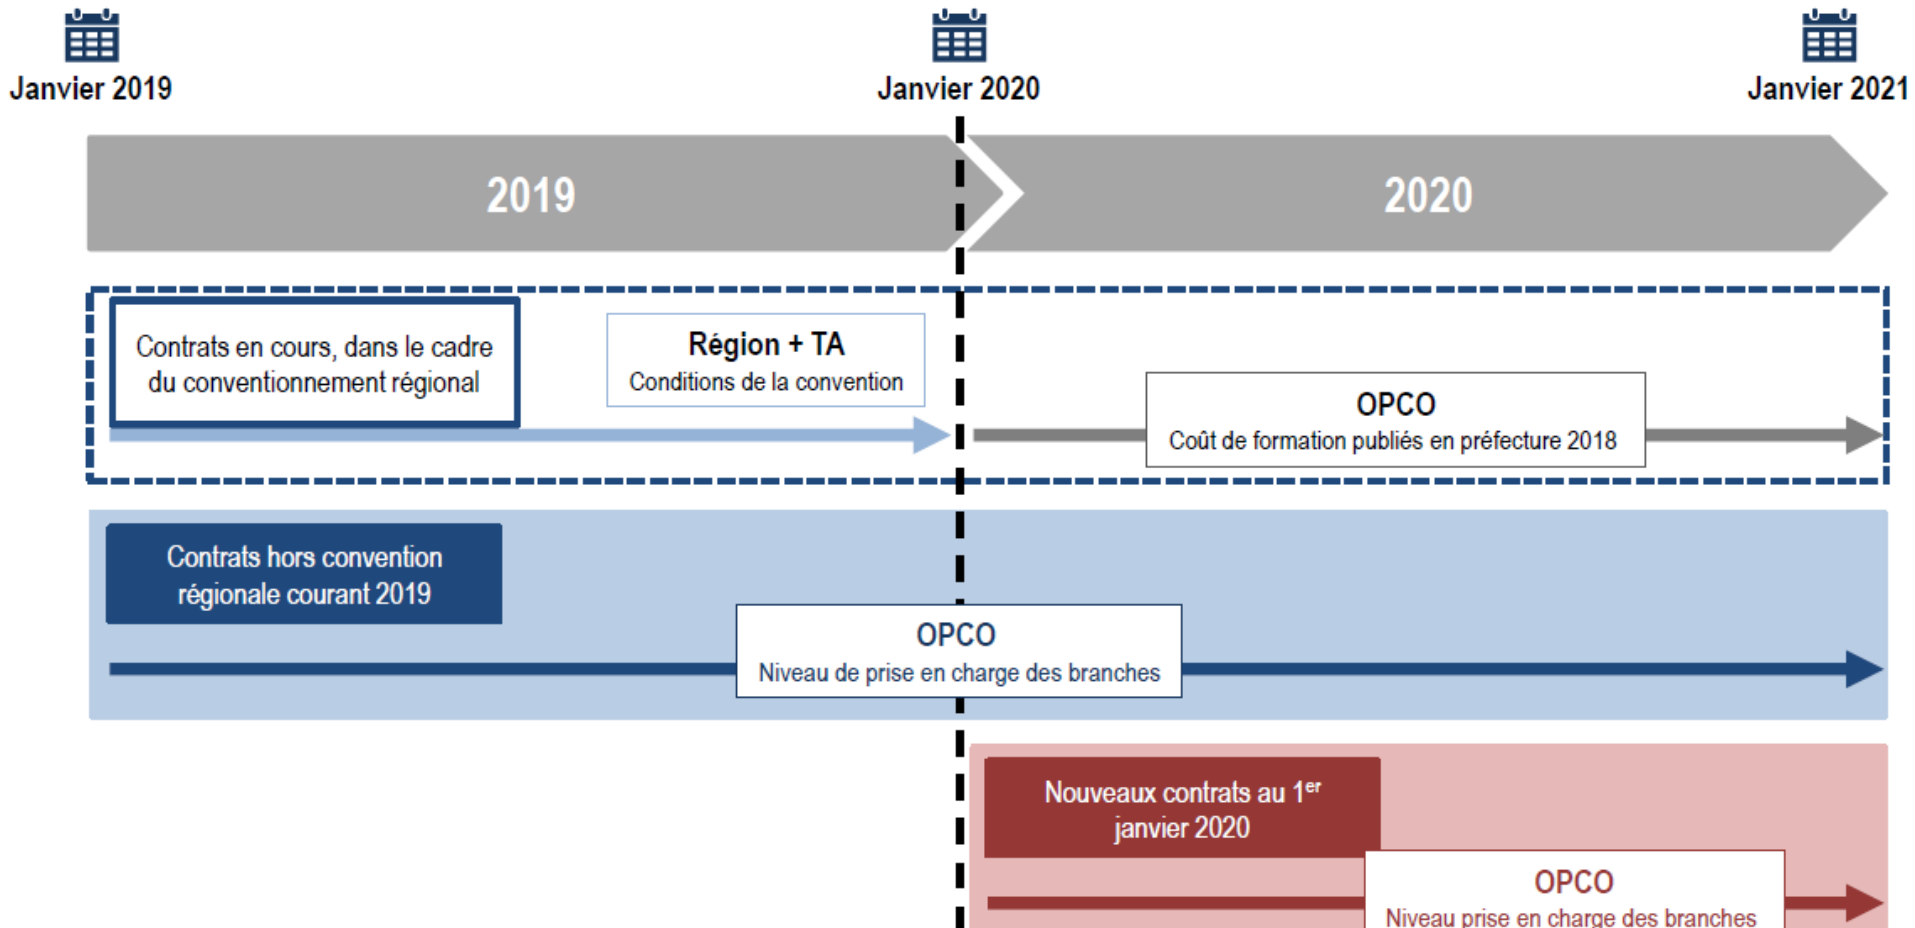 Janvier 2019
Janvier 2020
Janvier 2021
2019
2020
Contrats en cours, dans le cadre
du conventionnement régional
Région + TA
Conditions de la convention
OPCO
Coût de formation publiés en préfecture 2018
Contrats hors convention
régionale courant 2019
OPCO
Niveau de prise en charge des branches
Nouveaux contrats au 1er
janvier 2020
OPCO
Niveau prise en charge des branches